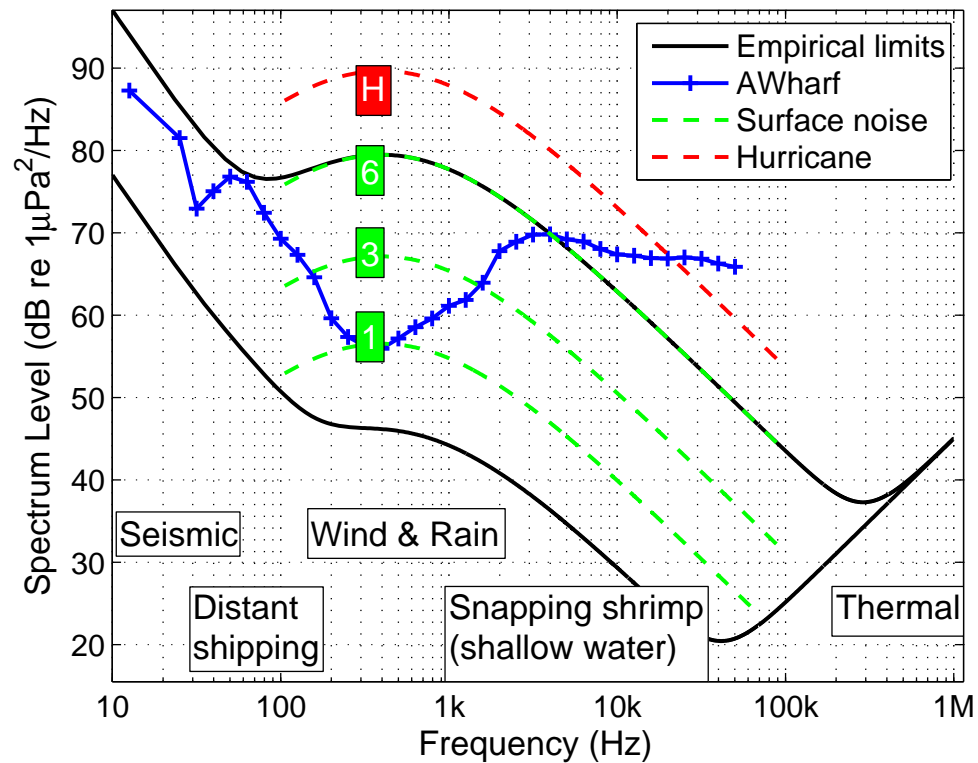 Empirical limits
AWharf
Surface noise
Hurricane
H
6
3
1
90
80
70
60
50
40
30
20
Spectrum Level (dB re 1μPa²/Hz)
Seismic
Wind & Rain
Distant
shipping
Snapping shrimp
(shallow water)
Thermal
10 100 1k 10k 100k 1M
Frequency (Hz)